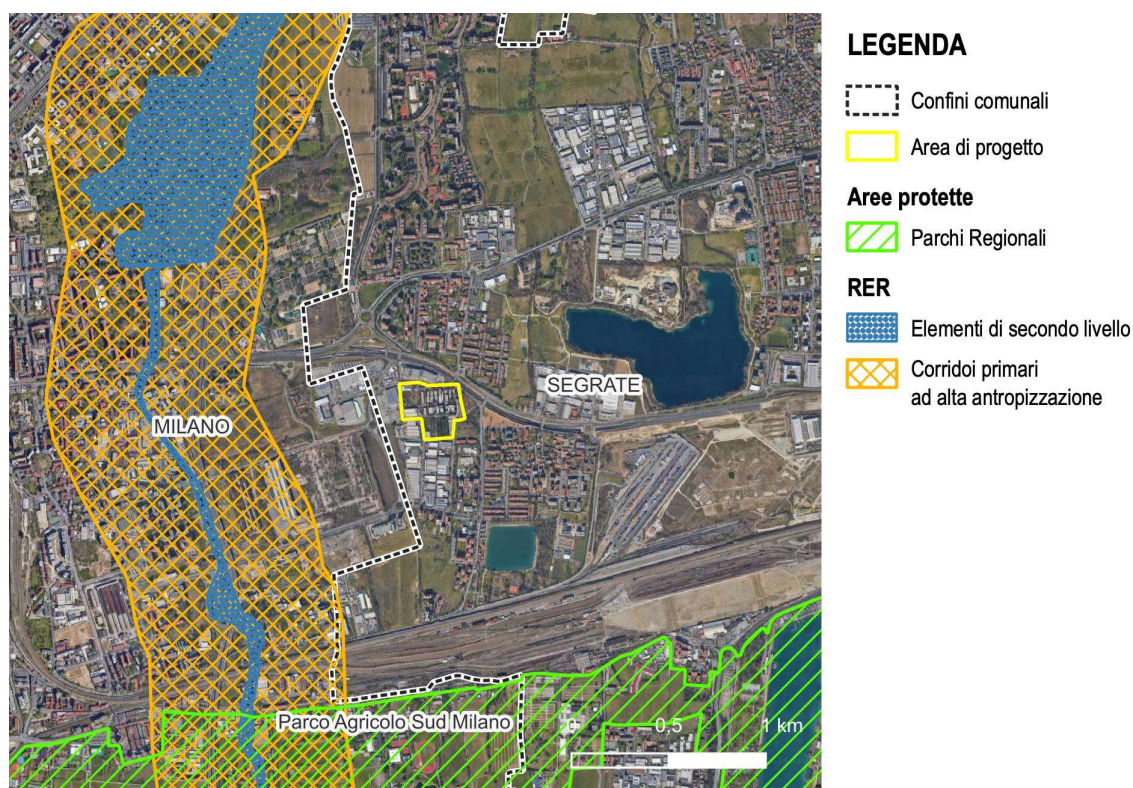 LEGENDA
Confini comunali
Area di progetto
Aree protette
Parchi Regionali
RER
Elementi di secondo livello
Corridoi primari
ad alta antropizzazione
SEGRATE
MILANO
Parco Agricolo Sud Milano
0 0,5 1 km